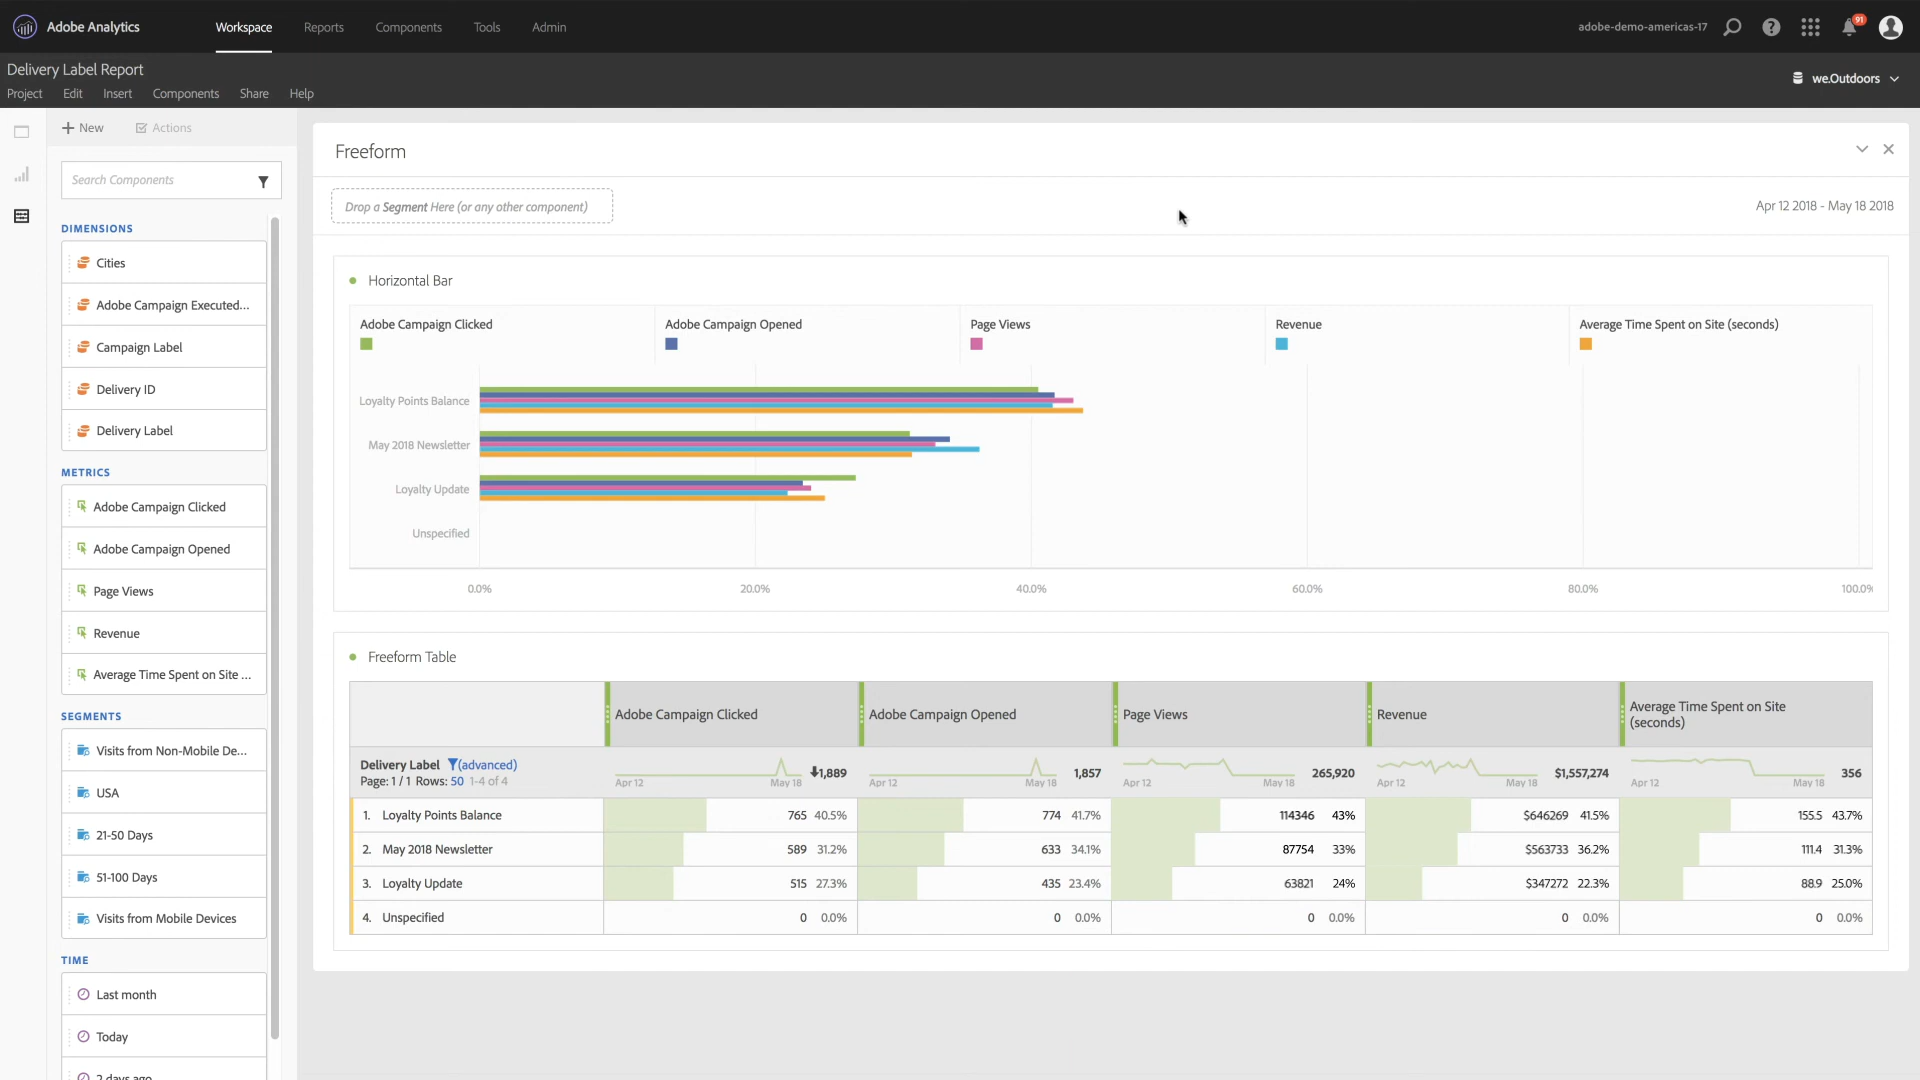 Adobe Analytics
Workspace
Reports
Components
Tools
Admin
adobe-demo-americas-17
91
Delivery Label Report
we.Outdoors
Project
Edit
Insert
Components
Share
Help
New
Actions
Search Components
DIMENSIONS
Cities
Adobe Campaign Executed...
Campaign Label
Delivery ID
Delivery Label
METRICS
Adobe Campaign Clicked
Adobe Campaign Opened
Page Views
Revenue
Average Time Spent on Site ...
SEGMENTS
Visits from Non-Mobile De...
USA
21-50 Days
51-100 Days
Visits from Mobile Devices
TIME
Last month
Today
2 days ago
Freeform
Drop a Segment Here (or any other component)
Apr 12 2018 - May 18 2018
Horizontal Bar
Adobe Campaign Clicked
Adobe Campaign Opened
Page Views
Revenue
Average Time Spent on Site (seconds)
Loyalty Points Balance
May 2018 Newsletter
Loyalty Update
Unspecified
0.0% 20.0% 40.0% 60.0% 80.0% 100.0%
Freeform Table
Adobe Campaign Clicked
Adobe Campaign Opened
Page Views
Revenue
Average Time Spent on Site
(seconds)
Delivery Label (advanced)
Page: 1 / 1 Rows: 50 1-4 of 4
Apr 12 May 18 1,889
Apr 12 May 18 1,857
Apr 12 May 18 265,920
Apr 12 May 18 $1,557,274
Apr 12 May 18 356
1. Loyalty Points Balance 765 40.5% 774 41.7% 114346 43% $646269 41.5% 155.5 43.7%
2. May 2018 Newsletter 589 31.2% 633 34.1% 87754 33% $563733 36.2% 111.4 31.3%
3. Loyalty Update 515 27.3% 435 23.4% 63821 24% $347272 22.3% 88.9 25.0%
4. Unspecified 0 0.0% 0 0.0% 0 0.0% 0 0.0% 0 0.0%